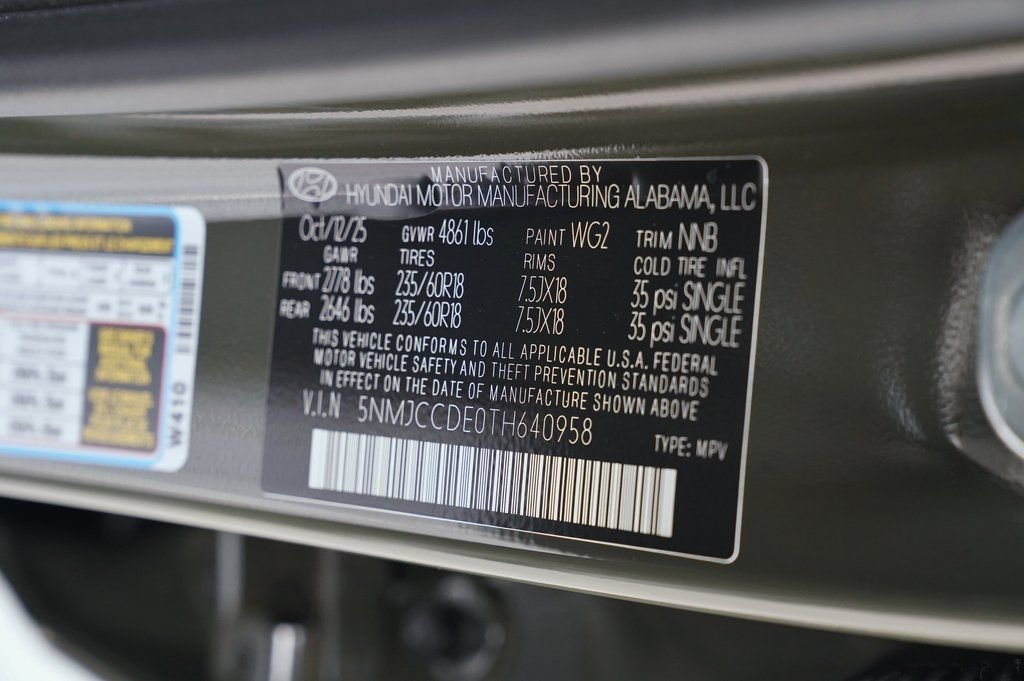 MANUFACTURED BY
HYUNDAI MOTOR MANUFACTURING ALABAMA, LLC
Oct/12/25 GVWR 4861 lbs PAINT WG2 TRIM NNB
GAWR TIRES RIMS COLD TIRE INFL
FRONT 2778 lbs 235/60R18 7.5JX18 35 psi SINGLE
REAR 2646 lbs 235/60R18 7.5JX18 35 psi SINGLE
THIS VEHICLE CONFORMS TO ALL APPLICABLE U.S.A. FEDERAL
MOTOR VEHICLE SAFETY AND THEFT PREVENTION STANDARDS
IN EFFECT ON THE DATE OF MANUFACTURE SHOWN ABOVE
V.I.N 5NMJCCDE0TH640958
TYPE: MPV
W410